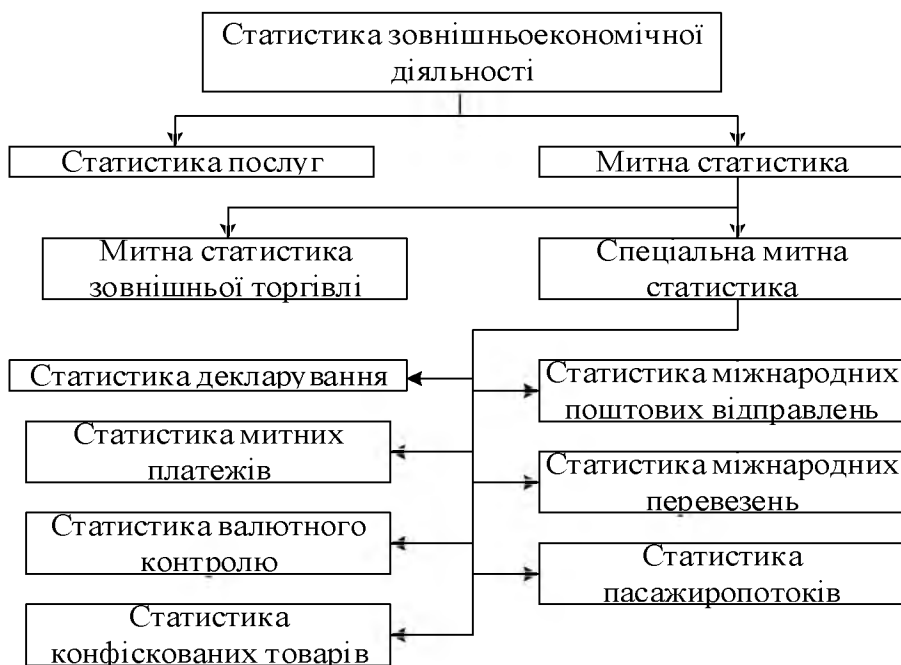 Статистика зовнішньоекономічної
діяльності
Статистика послуг
Митна статистика
Митна статистика
зовнішньої торгівлі
Спеціальна митна
статистика
Статистика декларування
Статистика митних
платежів
Статистика валютного
контролю
Статистика
конфіскованих товарів
Статистика міжнародних
поштових відправлень
Статистика міжнародних
перевезень
Статистика
пасажиропотоків